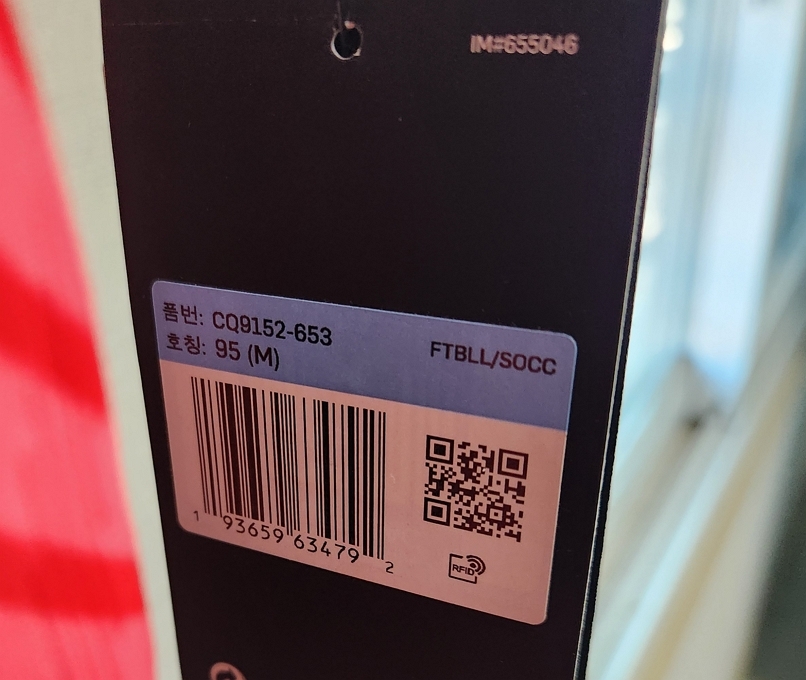 IM#655046
품번: CQ9152-653
호칭: 95 (M)
FTBLL/SOCC
1 93659 63479 2
RFID